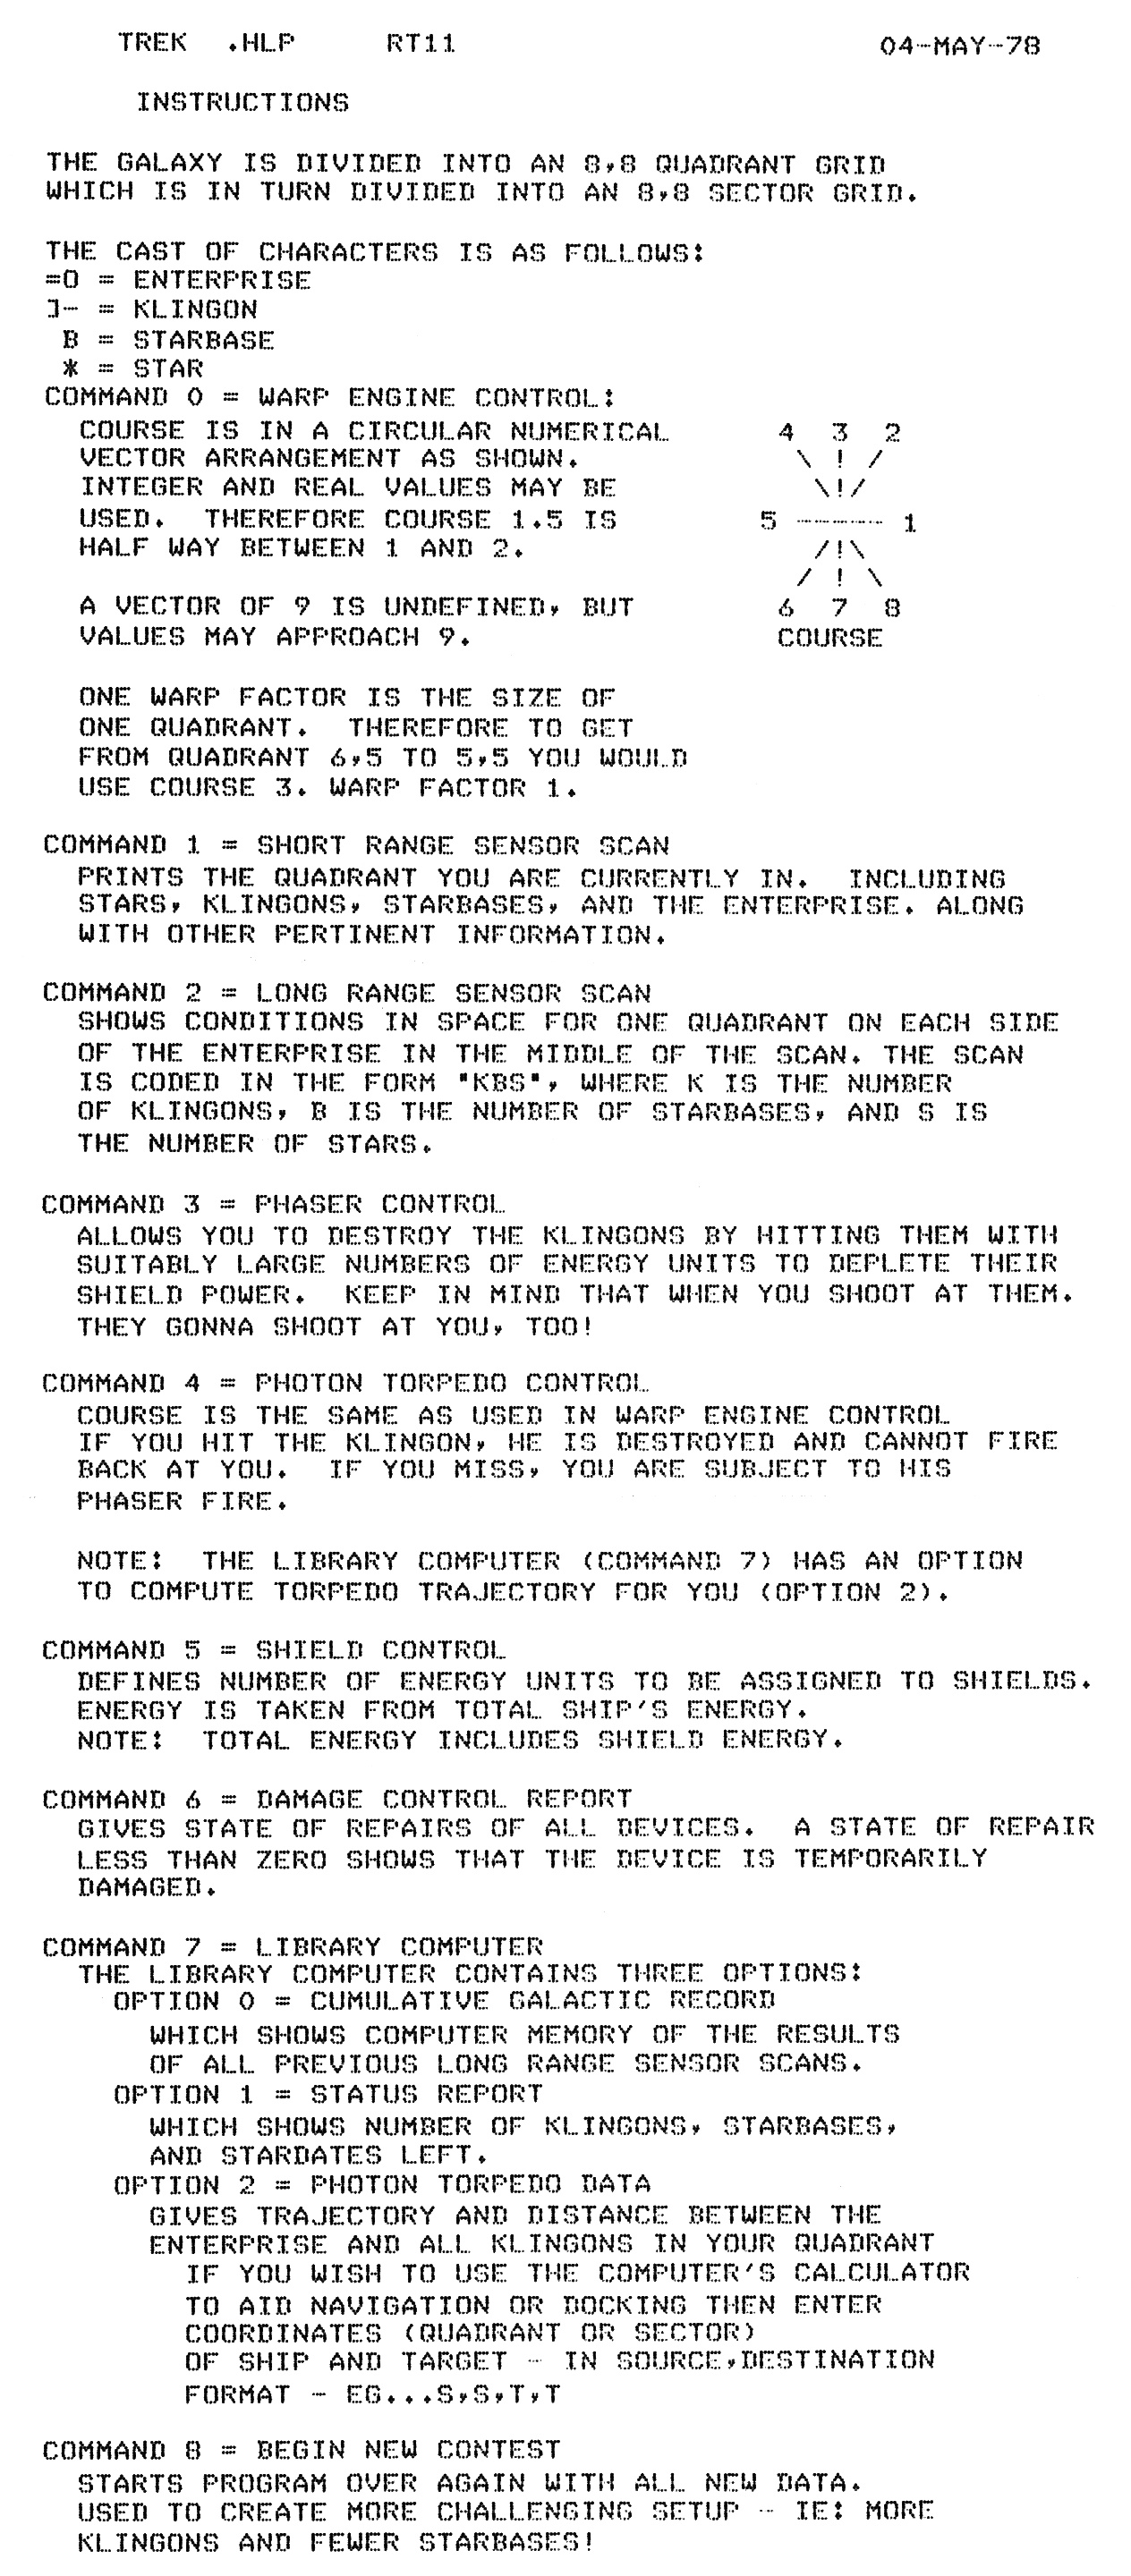 TREK  .HLP     RT11                        04-MAY-78
INSTRUCTIONS
THE GALAXY IS DIVIDED INTO AN 8,8 QUADRANT GRID
WHICH IS IN TURN DIVIDED INTO AN 8,8 SECTOR GRID.
THE CAST OF CHARACTERS IS AS FOLLOWS:
=O = ENTERPRISE
]- = KLINGON
B = STARBASE
* = STAR
COMMAND 0 = WARP ENGINE CONTROL:
COURSE IS IN A CIRCULAR NUMERICAL      4  3  2
VECTOR ARRANGEMENT AS SHOWN.            \ ! /
INTEGER AND REAL VALUES MAY BE           \!/
USED.  THEREFORE COURSE 1.5 IS        5 ----- 1
HALF WAY BETWEEN 1 AND 2.                /!\
/ ! \
A VECTOR OF 9 IS UNDEFINED, BUT        6  7  8
VALUES MAY APPROACH 9.                 COURSE
ONE WARP FACTOR IS THE SIZE OF
ONE QUADRANT.  THEREFORE TO GET
FROM QUADRANT 6,5 TO 5,5 YOU WOULD
USE COURSE 3. WARP FACTOR 1.
COMMAND 1 = SHORT RANGE SENSOR SCAN
PRINTS THE QUADRANT YOU ARE CURRENTLY IN.  INCLUDING
STARS, KLINGONS, STARBASES, AND THE ENTERPRISE. ALONG
WITH OTHER PERTINENT INFORMATION.
COMMAND 2 = LONG RANGE SENSOR SCAN
SHOWS CONDITIONS IN SPACE FOR ONE QUADRANT ON EACH SIDE
OF THE ENTERPRISE IN THE MIDDLE OF THE SCAN. THE SCAN
IS CODED IN THE FORM "KBS", WHERE K IS THE NUMBER
OF KLINGONS, B IS THE NUMBER OF STARBASES, AND S IS
THE NUMBER OF STARS.
COMMAND 3 = PHASER CONTROL
ALLOWS YOU TO DESTROY THE KLINGONS BY HITTING THEM WITH
SUITABLY LARGE NUMBERS OF ENERGY UNITS TO DEPLETE THEIR
SHIELD POWER.  KEEP IN MIND THAT WHEN YOU SHOOT AT THEM.
THEY GONNA SHOOT AT YOU, TOO!
COMMAND 4 = PHOTON TORPEDO CONTROL
COURSE IS THE SAME AS USED IN WARP ENGINE CONTROL
IF YOU HIT THE KLINGON, HE IS DESTROYED AND CANNOT FIRE
BACK AT YOU.  IF YOU MISS, YOU ARE SUBJECT TO HIS
PHASER FIRE.
NOTE:  THE LIBRARY COMPUTER (COMMAND 7) HAS AN OPTION
TO COMPUTE TORPEDO TRAJECTORY FOR YOU (OPTION 2).
COMMAND 5 = SHIELD CONTROL
DEFINES NUMBER OF ENERGY UNITS TO BE ASSIGNED TO SHIELDS.
ENERGY IS TAKEN FROM TOTAL SHIP'S ENERGY.
NOTE:  TOTAL ENERGY INCLUDES SHIELD ENERGY.
COMMAND 6 = DAMAGE CONTROL REPORT
GIVES STATE OF REPAIRS OF ALL DEVICES.  A STATE OF REPAIR
LESS THAN ZERO SHOWS THAT THE DEVICE IS TEMPORARILY
DAMAGED.
COMMAND 7 = LIBRARY COMPUTER
THE LIBRARY COMPUTER CONTAINS THREE OPTIONS:
OPTION 0 = CUMULATIVE GALACTIC RECORD
WHICH SHOWS COMPUTER MEMORY OF THE RESULTS
OF ALL PREVIOUS LONG RANGE SENSOR SCANS.
OPTION 1 = STATUS REPORT
WHICH SHOWS NUMBER OF KLINGONS, STARBASES,
AND STARDATES LEFT.
OPTION 2 = PHOTON TORPEDO DATA
GIVES TRAJECTORY AND DISTANCE BETWEEN THE
ENTERPRISE AND ALL KLINGONS IN YOUR QUADRANT
IF YOU WISH TO USE THE COMPUTER'S CALCULATOR
TO AID NAVIGATION OR DOCKING THEN ENTER
COORDINATES (QUADRANT OR SECTOR)
OF SHIP AND TARGET - IN SOURCE,DESTINATION
FORMAT - EG...S,S,T,T
COMMAND 8 = BEGIN NEW CONTEST
STARTS PROGRAM OVER AGAIN WITH ALL NEW DATA.
USED TO CREATE MORE CHALLENGING SETUP - IE: MORE
KLINGONS AND FEWER STARBASES!